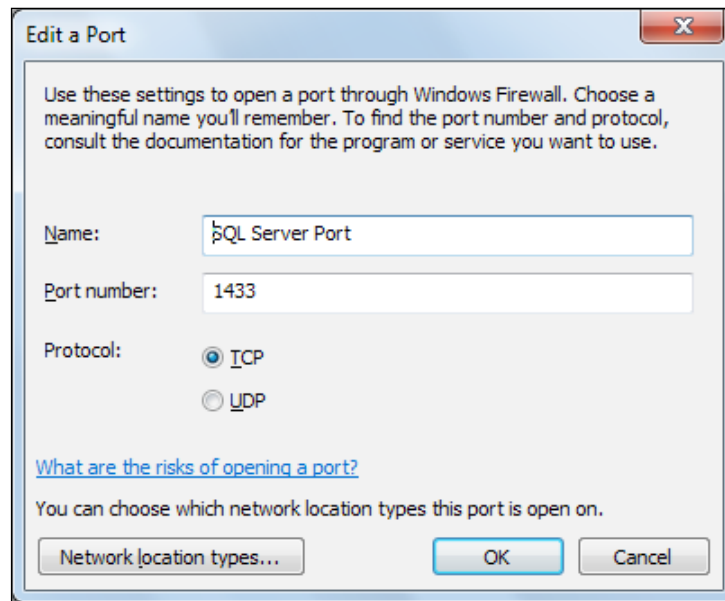 Edit a Port
Use these settings to open a port through Windows Firewall. Choose a
meaningful name you'll remember. To find the port number and protocol,
consult the documentation for the program or service you want to use.
Name:
SQL Server Port
Port number:
1433
Protocol:
TCP
UDP
What are the risks of opening a port?
You can choose which network location types this port is open on.
Network location types...
OK
Cancel